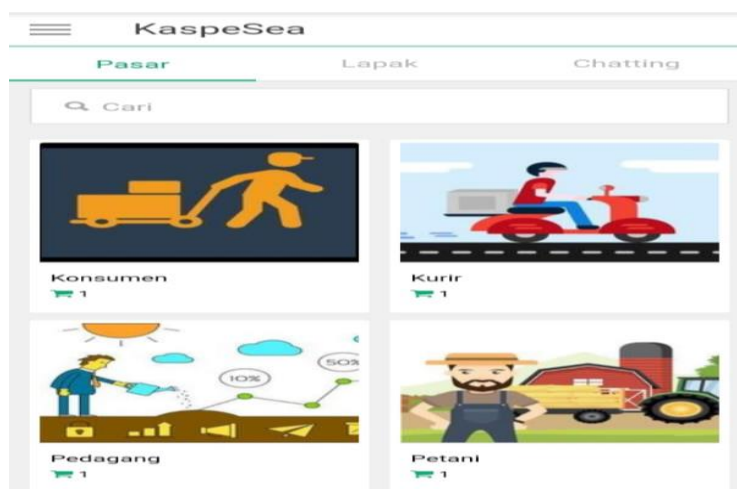 KaspeSea
Pasar Lapak Chatting
Cari
Konsumen
1
Kurir
1
10%
50%
Pedagang
1
Petani
1